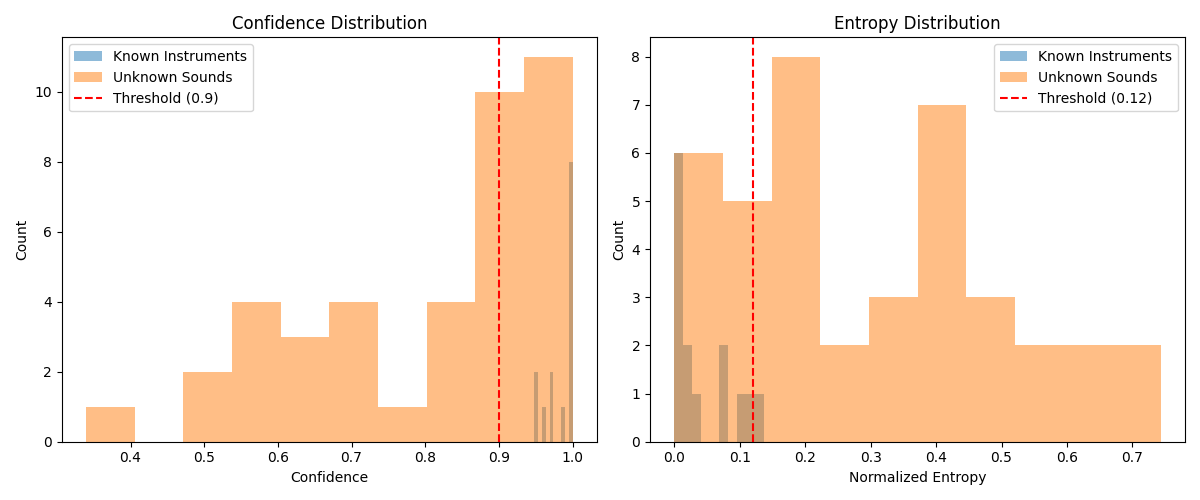 Confidence Distribution
Known Instruments
Unknown Sounds
Threshold (0.9)
10
8
6
4
2
0
Count
0.4 0.5 0.6 0.7 0.8 0.9 1.0
Confidence
Entropy Distribution
Known Instruments
Unknown Sounds
Threshold (0.12)
8
7
6
5
4
3
2
1
0
Count
0.0 0.1 0.2 0.3 0.4 0.5 0.6 0.7
Normalized Entropy